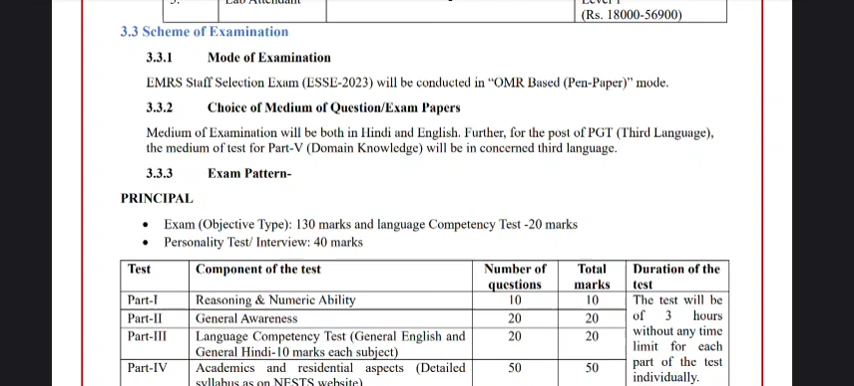 5. Lab Attendant Level 1
(Rs. 18000-56900)
3.3 Scheme of Examination
3.3.1 Mode of Examination
EMRS Staff Selection Exam (ESSE-2023) will be conducted in “OMR Based (Pen-Paper)” mode.
3.3.2 Choice of Medium of Question/Exam Papers
Medium of Examination will be both in Hindi and English. Further, for the post of PGT (Third Language),
the medium of test for Part-V (Domain Knowledge) will be in concerned third language.
3.3.3 Exam Pattern-
PRINCIPAL
• Exam (Objective Type): 130 marks and language Competency Test -20 marks
• Personality Test/ Interview: 40 marks
Test Component of the test Number of questions Total marks Duration of the test
Part-I Reasoning & Numeric Ability 10 10 The test will be
Part-II General Awareness 20 20 of 3 hours
Part-III Language Competency Test (General English and 20 20 without any time
General Hindi-10 marks each subject) limit for each
Part-IV Academics and residential aspects (Detailed 50 50 part of the test
syllabus as on NESTS website) individually.